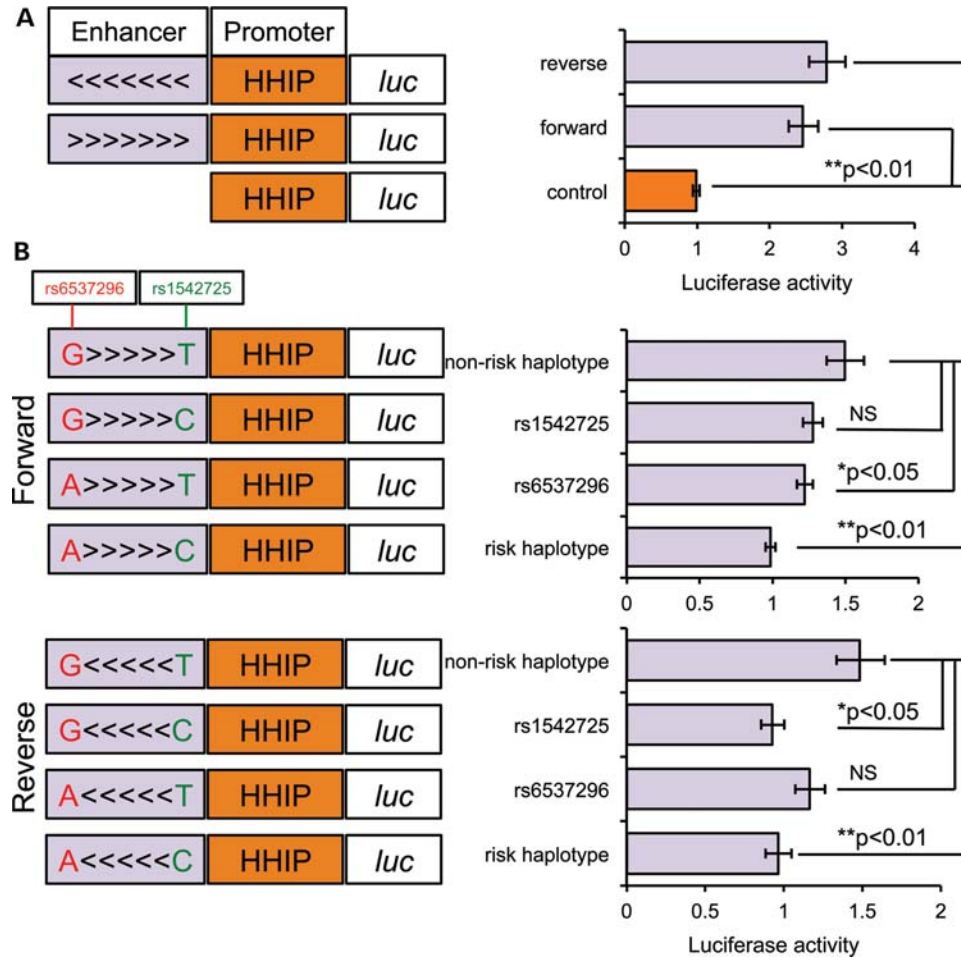 A
Enhancer Promoter
<<<<<<< HHIP luc
>>>>>>> HHIP luc
HHIP luc
reverse
forward
control
**p<0.01
0 1 2 3 4
Luciferase activity
B
rs6537296 rs1542725
Forward
G>>>>>T HHIP luc
G>>>>>C HHIP luc
A>>>>>T HHIP luc
A>>>>>C HHIP luc
non-risk haplotype
rs1542725 NS
rs6537296 *p<0.05
risk haplotype **p<0.01
0 0.5 1 1.5 2
Reverse
G<<<<<T HHIP luc
G<<<<<C HHIP luc
A<<<<<T HHIP luc
A<<<<<C HHIP luc
non-risk haplotype
rs1542725 *p<0.05
rs6537296 NS
risk haplotype **p<0.01
0 0.5 1 1.5 2
Luciferase activity